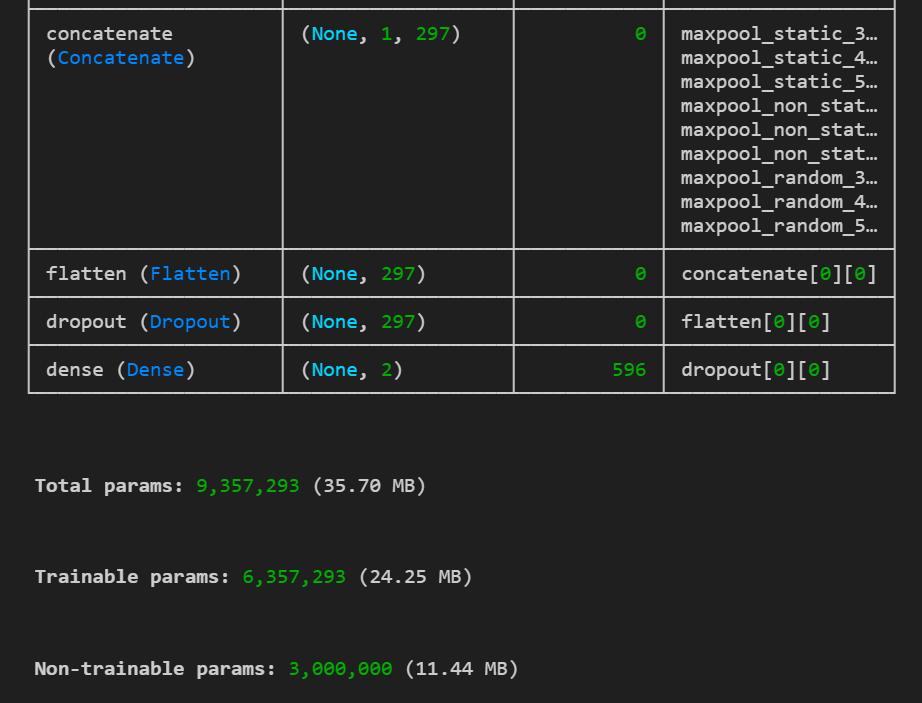 concatenate (None, 1, 297) 0 maxpool_static_3…
(Concatenate) maxpool_static_4…
maxpool_static_5…
maxpool_non_stat…
maxpool_non_stat…
maxpool_non_stat…
maxpool_random_3…
maxpool_random_4…
maxpool_random_5…
flatten (Flatten) (None, 297) 0 concatenate[0][0]
dropout (Dropout) (None, 297) 0 flatten[0][0]
dense (Dense) (None, 2) 596 dropout[0][0]
Total params: 9,357,293 (35.70 MB)
Trainable params: 6,357,293 (24.25 MB)
Non-trainable params: 3,000,000 (11.44 MB)